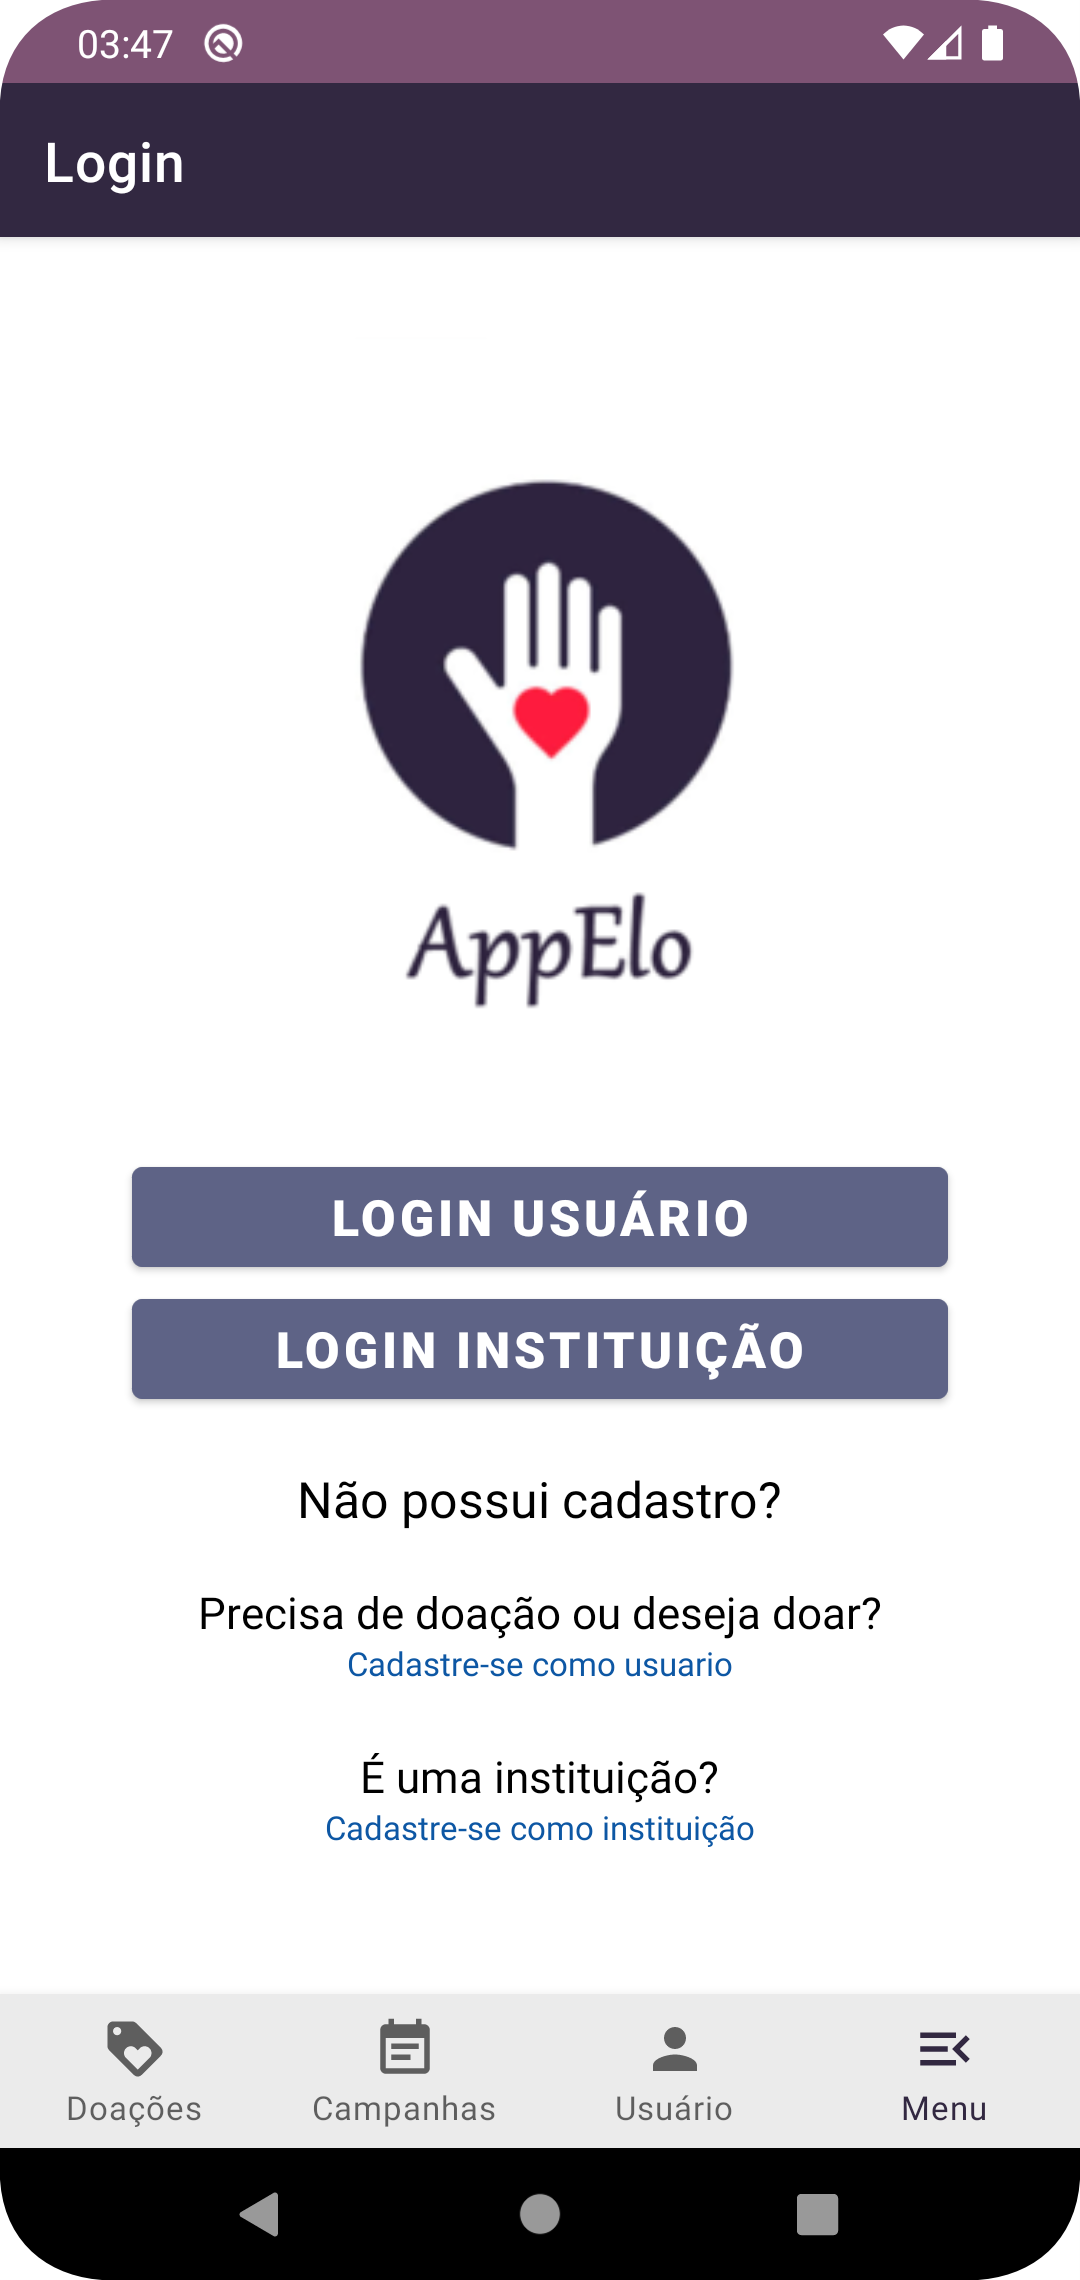 03:47
Login
AppElo
LOGIN USUÁRIO
LOGIN INSTITUIÇÃO
Não possui cadastro?
Precisa de doação ou deseja doar?
Cadastre-se como usuario
É uma instituição?
Cadastre-se como instituição
Doações Campanhas Usuário Menu